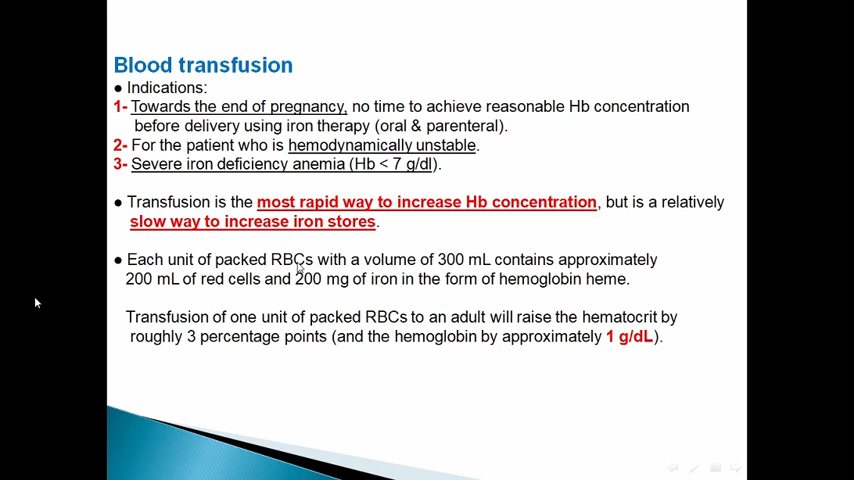 Blood transfusion
● Indications:
1- Towards the end of pregnancy, no time to achieve reasonable Hb concentration
before delivery using iron therapy (oral & parenteral).
2- For the patient who is hemodynamically unstable.
3- Severe iron deficiency anemia (Hb < 7 g/dl).
● Transfusion is the most rapid way to increase Hb concentration, but is a relatively
slow way to increase iron stores.
● Each unit of packed RBCs with a volume of 300 mL contains approximately
200 mL of red cells and 200 mg of iron in the form of hemoglobin heme.
Transfusion of one unit of packed RBCs to an adult will raise the hematocrit by
roughly 3 percentage points (and the hemoglobin by approximately 1 g/dL).